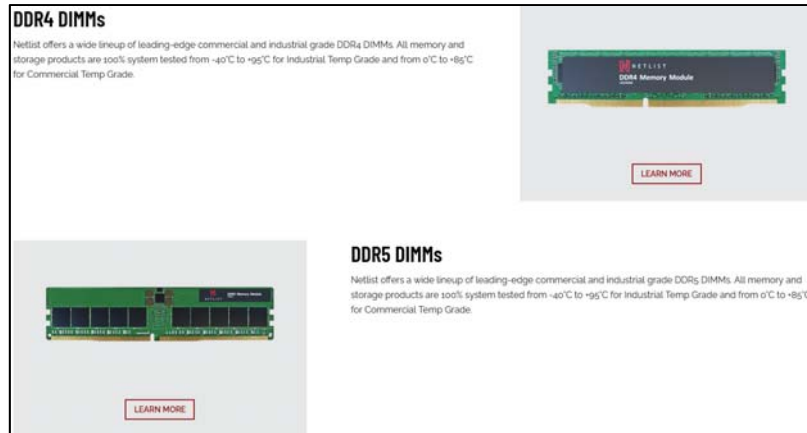 DDR4 DIMMs
Netlist offers a wide lineup of leading-edge commercial and industrial grade DDR4 DIMMs. All memory and
storage products are 100% system tested from -40°C to +95°C for Industrial Temp Grade and from 0°C to +85°C
for Commercial Temp Grade.
NETLIST
DDR4 Memory Module
LEARN MORE
DDR5 DIMMs
Netlist offers a wide lineup of leading-edge commercial and industrial grade DDR5 DIMMs. All memory and
storage products are 100% system tested from -40°C to +95°C for Industrial Temp Grade and from 0°C to +85°C
for Commercial Temp Grade.
NETLIST
DDR5 Memory Module
LEARN MORE